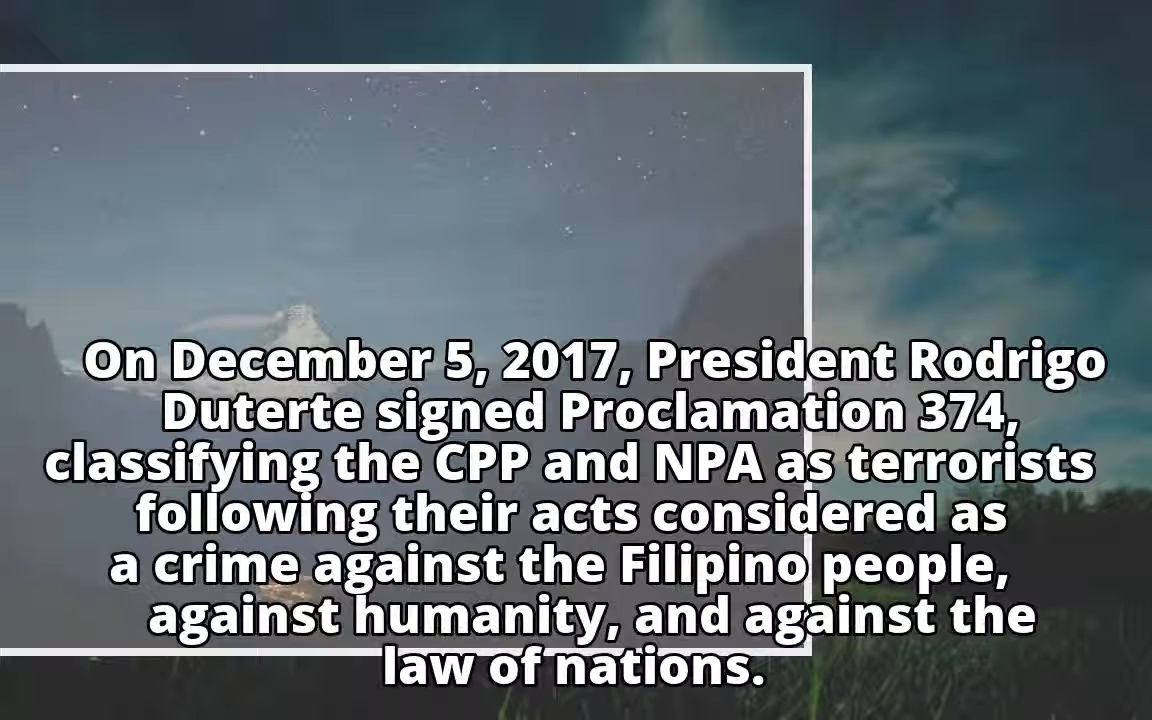 On December 5, 2017, President Rodrigo
Duterte signed Proclamation 374,
classifying the CPP and NPA as terrorists
following their acts considered as
a crime against the Filipino people,
against humanity, and against the
law of nations.